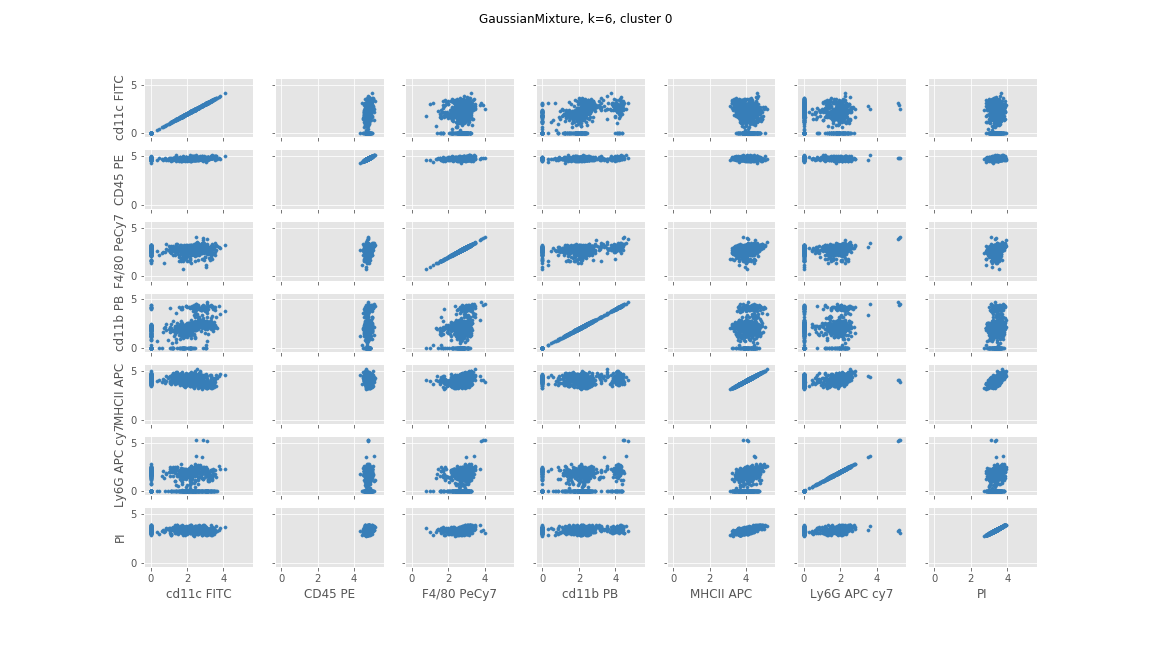 GaussianMixture, k=6, cluster 0
cd11c FITC
5
0
CD45 PE
5
0
F4/80 PeCy7
5
0
cd11b PB
5
0
MHCII APC
5
0
Ly6G APC cy7
5
0
PI
5
0
0 2 4 0 2 4 0 2 4 0 2 4 0 2 4 0 2 4 0 2 4
cd11c FITC CD45 PE F4/80 PeCy7 cd11b PB MHCII APC Ly6G APC cy7 PI